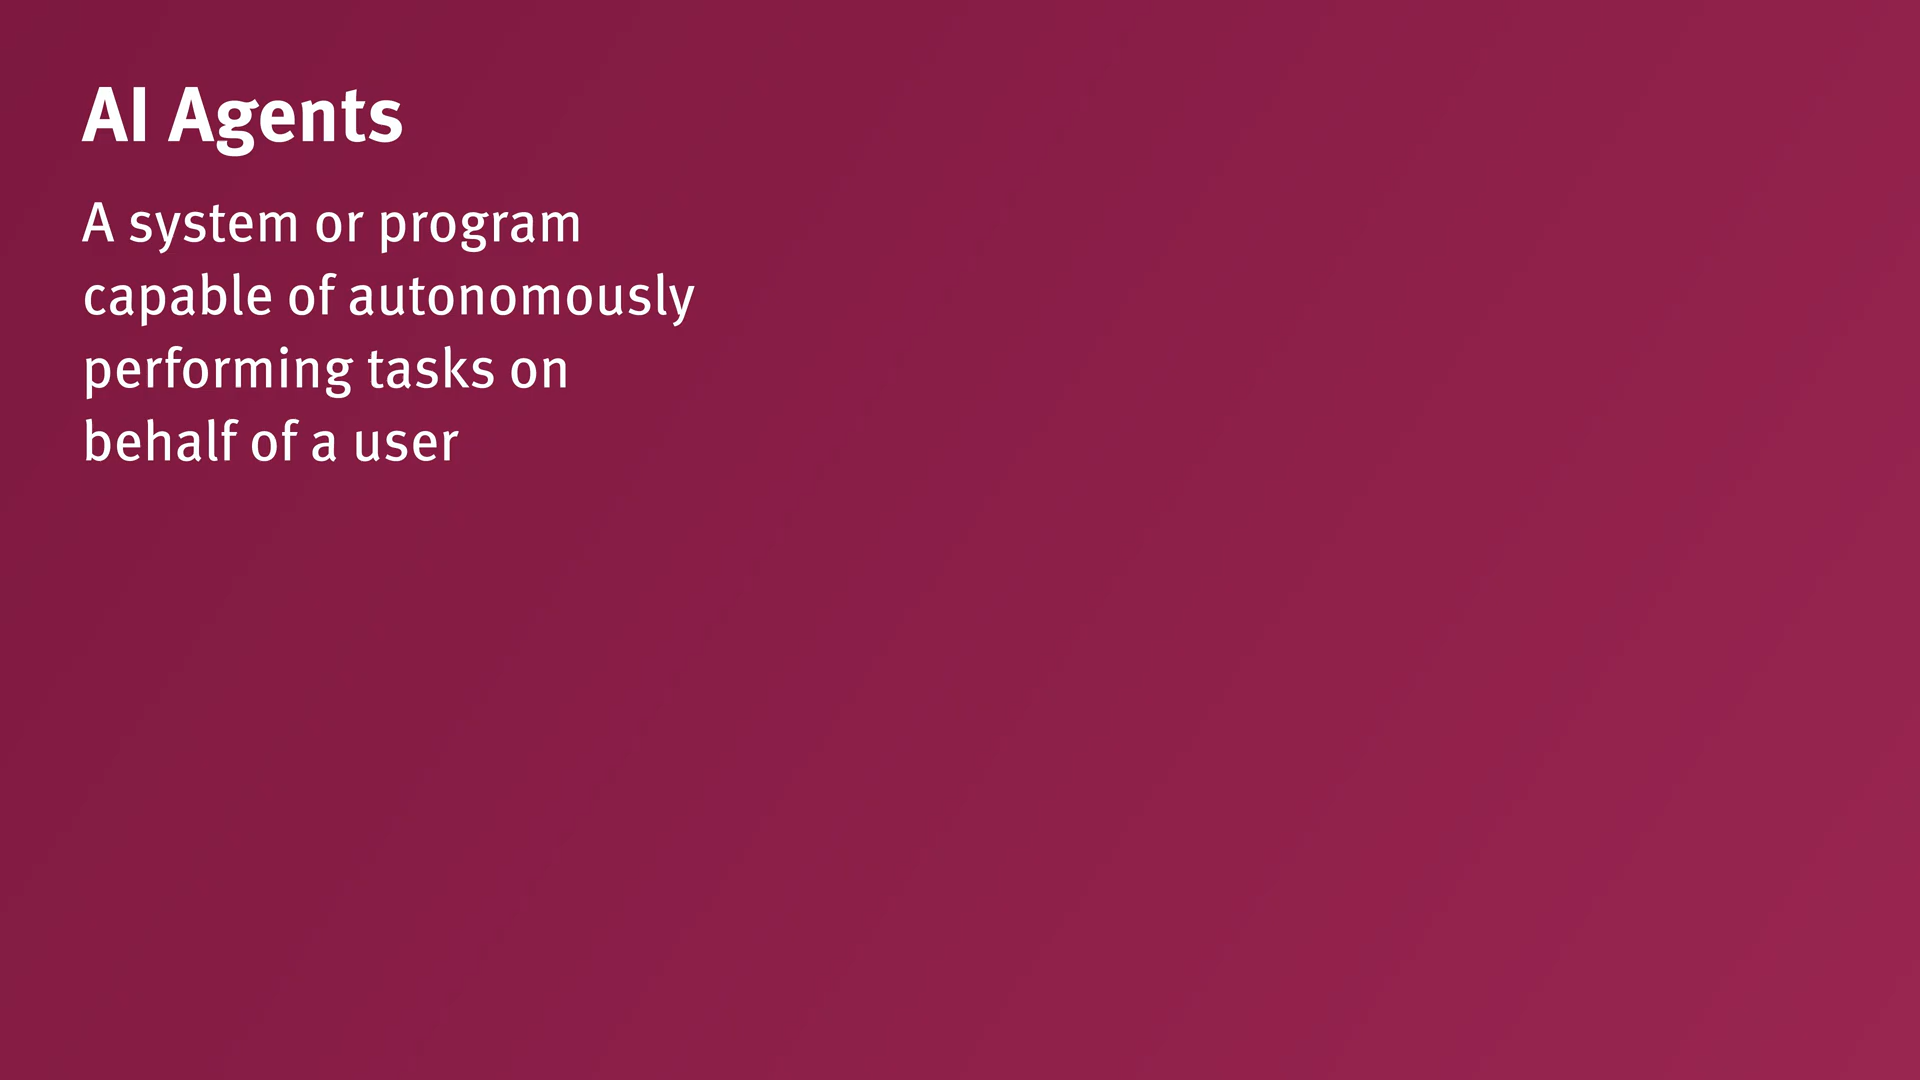 AI Agents
A system or program
capable of autonomously
performing tasks on
behalf of a user